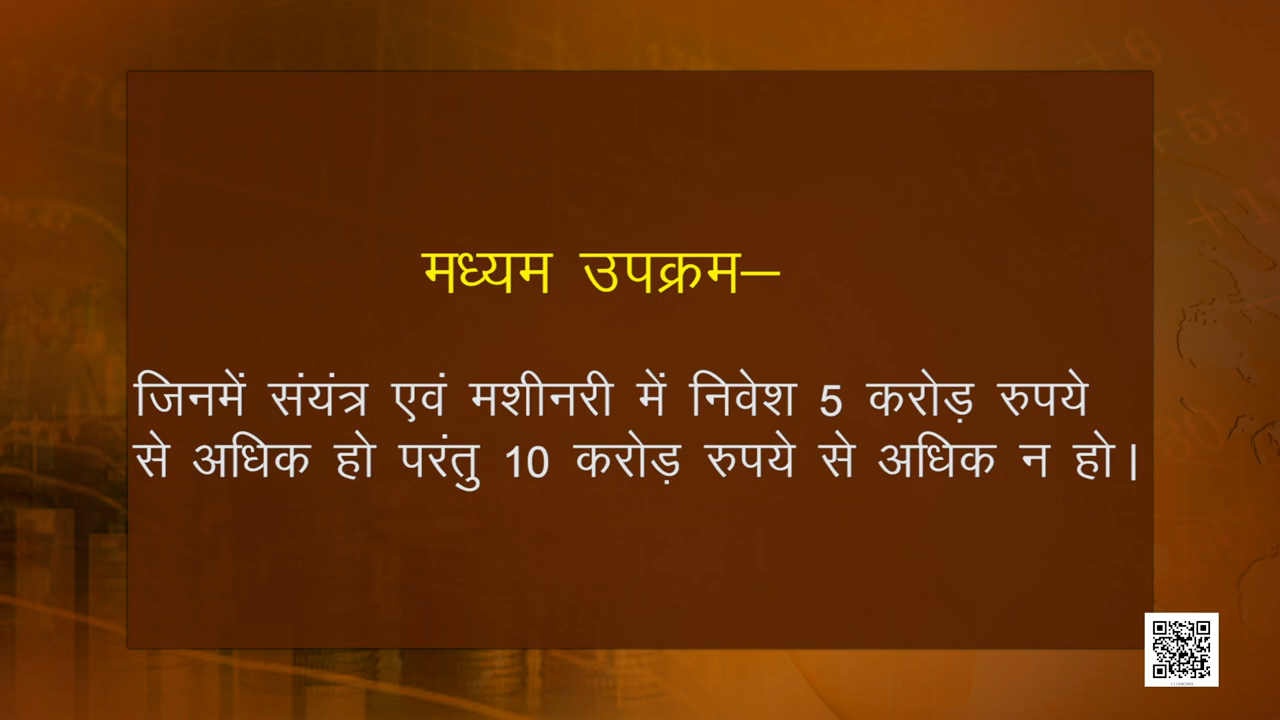 मध्यम उपक्रम—
जिनमें संयंत्र एवं मशीनरी में निवेश 5 करोड़ रुपये
से अधिक हो परंतु 10 करोड़ रुपये से अधिक न हो।